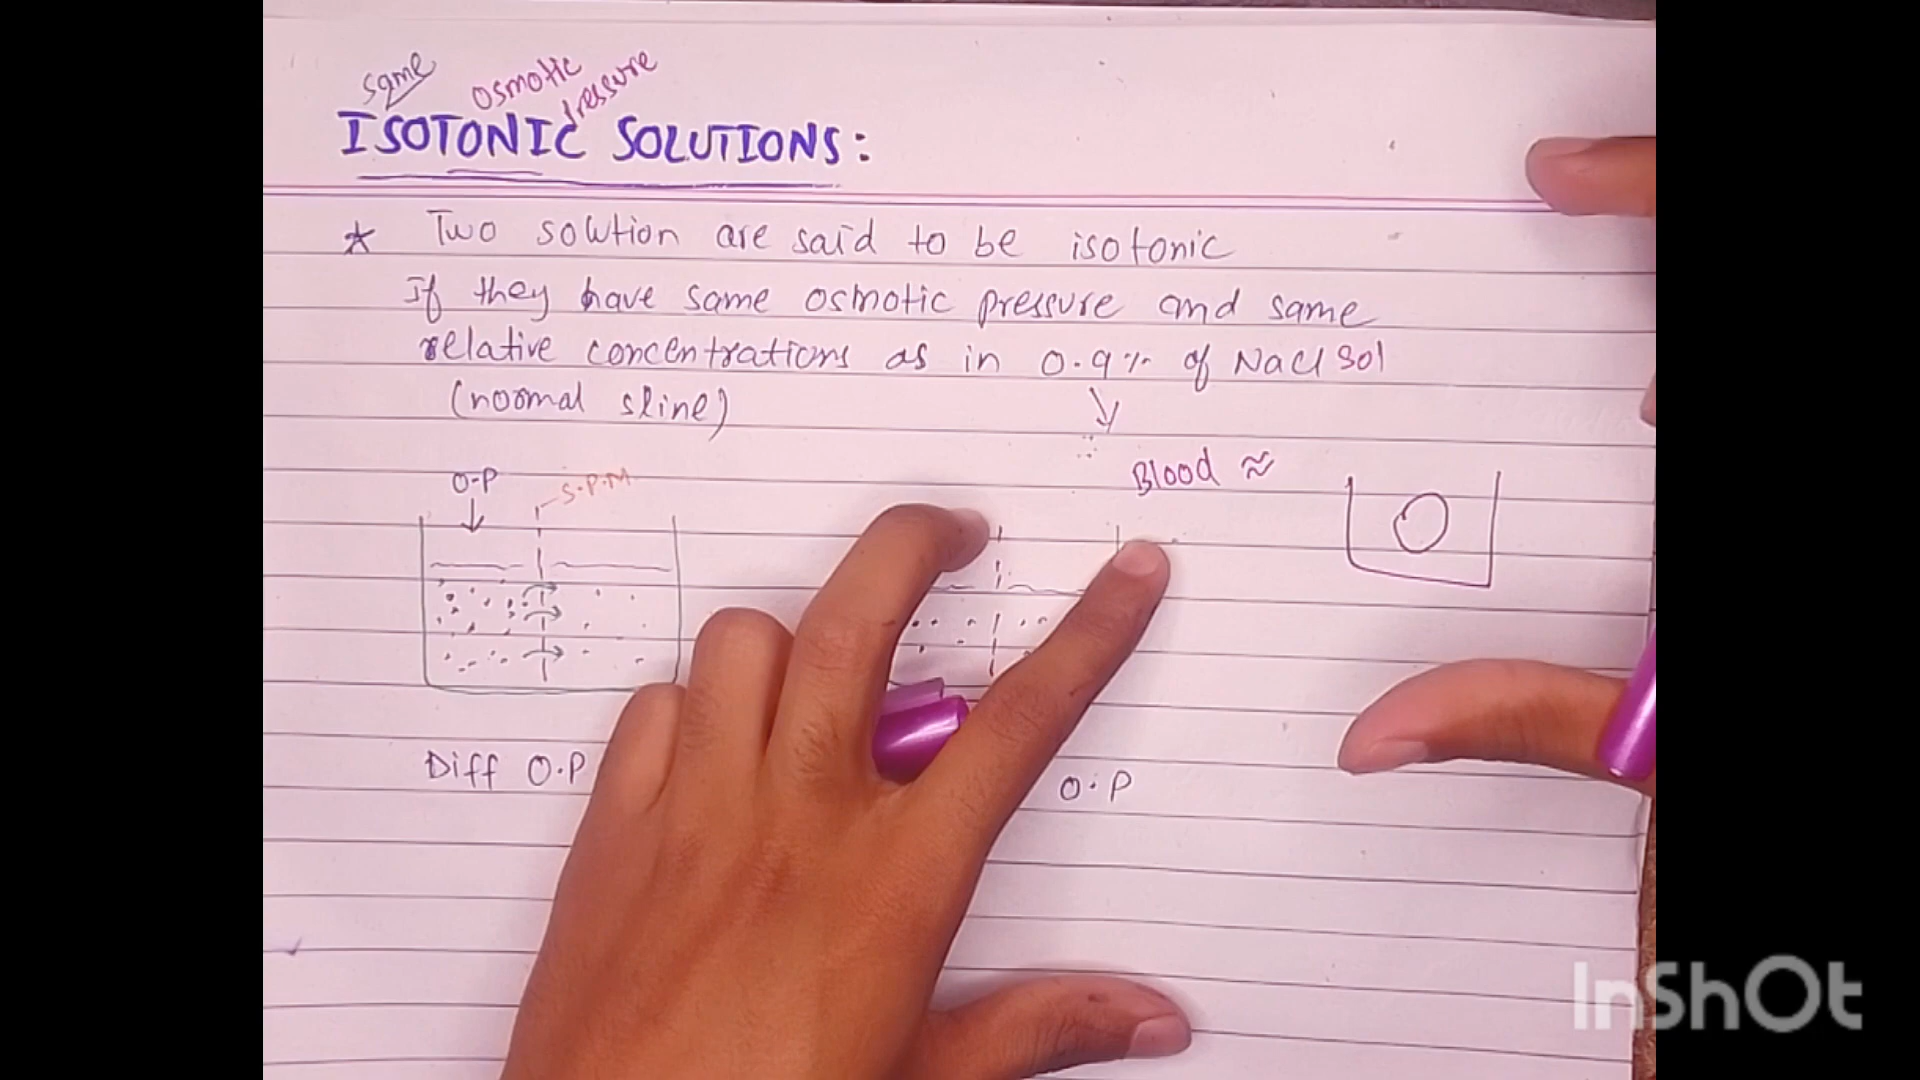 same osmotic pressure
ISOTONIC SOLUTIONS:
* Two solution are said to be isotonic
If they have same osmotic pressure and same
relative concentrations as in 0.9% of NaCl Sol
(normal sline)
Blood ≈
O-P
S.P.M
Diff O.P
O.P
InShOt